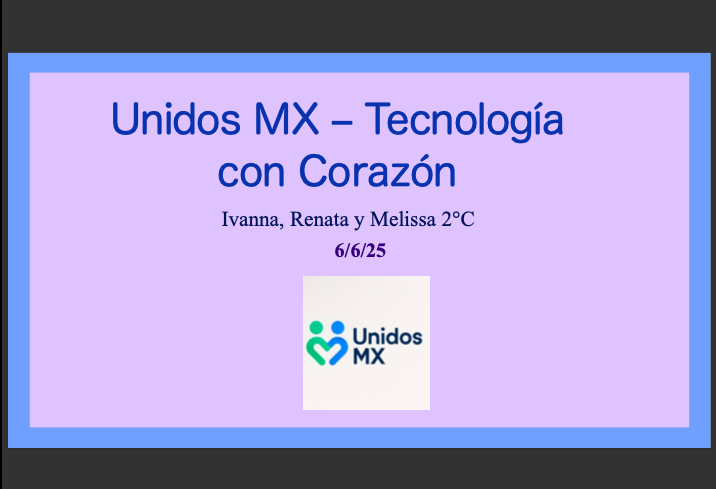 Unidos MX – Tecnología
con Corazón
Ivanna, Renata y Melissa 2°C
6/6/25
Unidos
MX